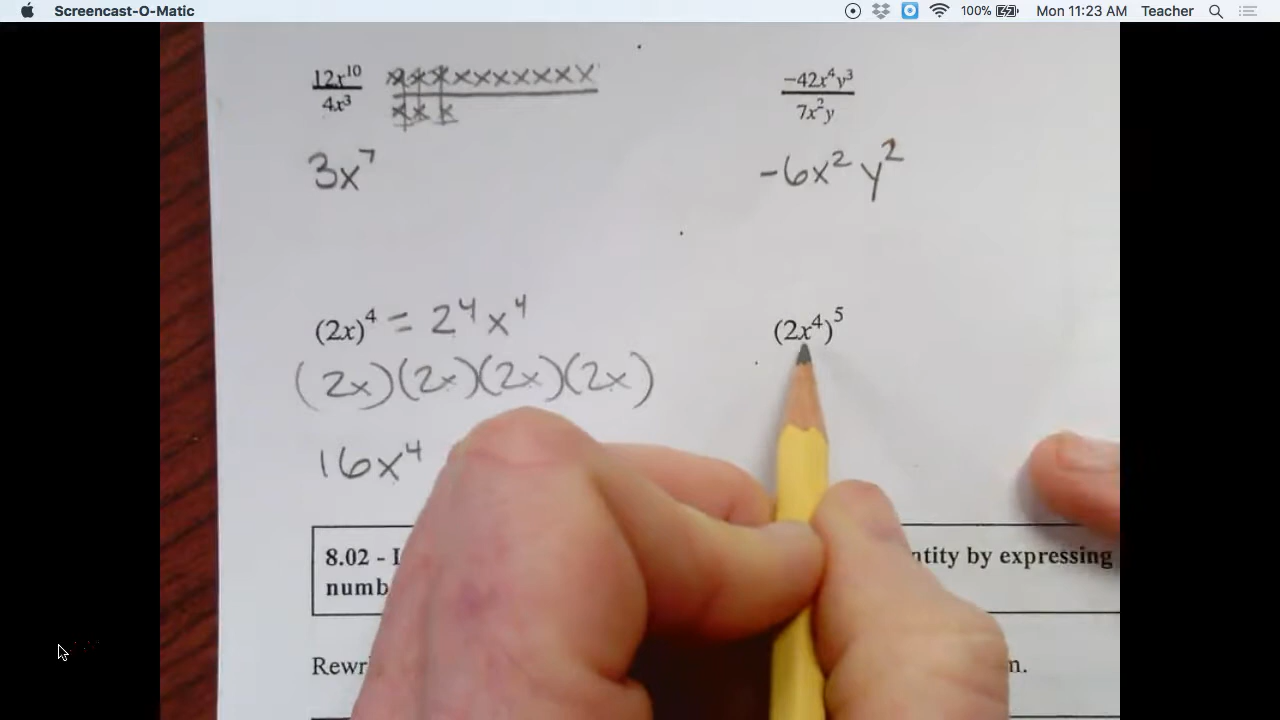 Screencast-O-Matic 100% Mon 11:23 AM Teacher
12x¹⁰
4x³
x x x x x x x x x x
x x x
3x⁷
-42x⁴y³
7x²y
-6x²y²
(2x)⁴ = 2⁴x⁴
(2x)(2x)(2x)(2x)
16x⁴
(2x⁴)⁵
8.02 - ntity by expressing
numb
Rewr